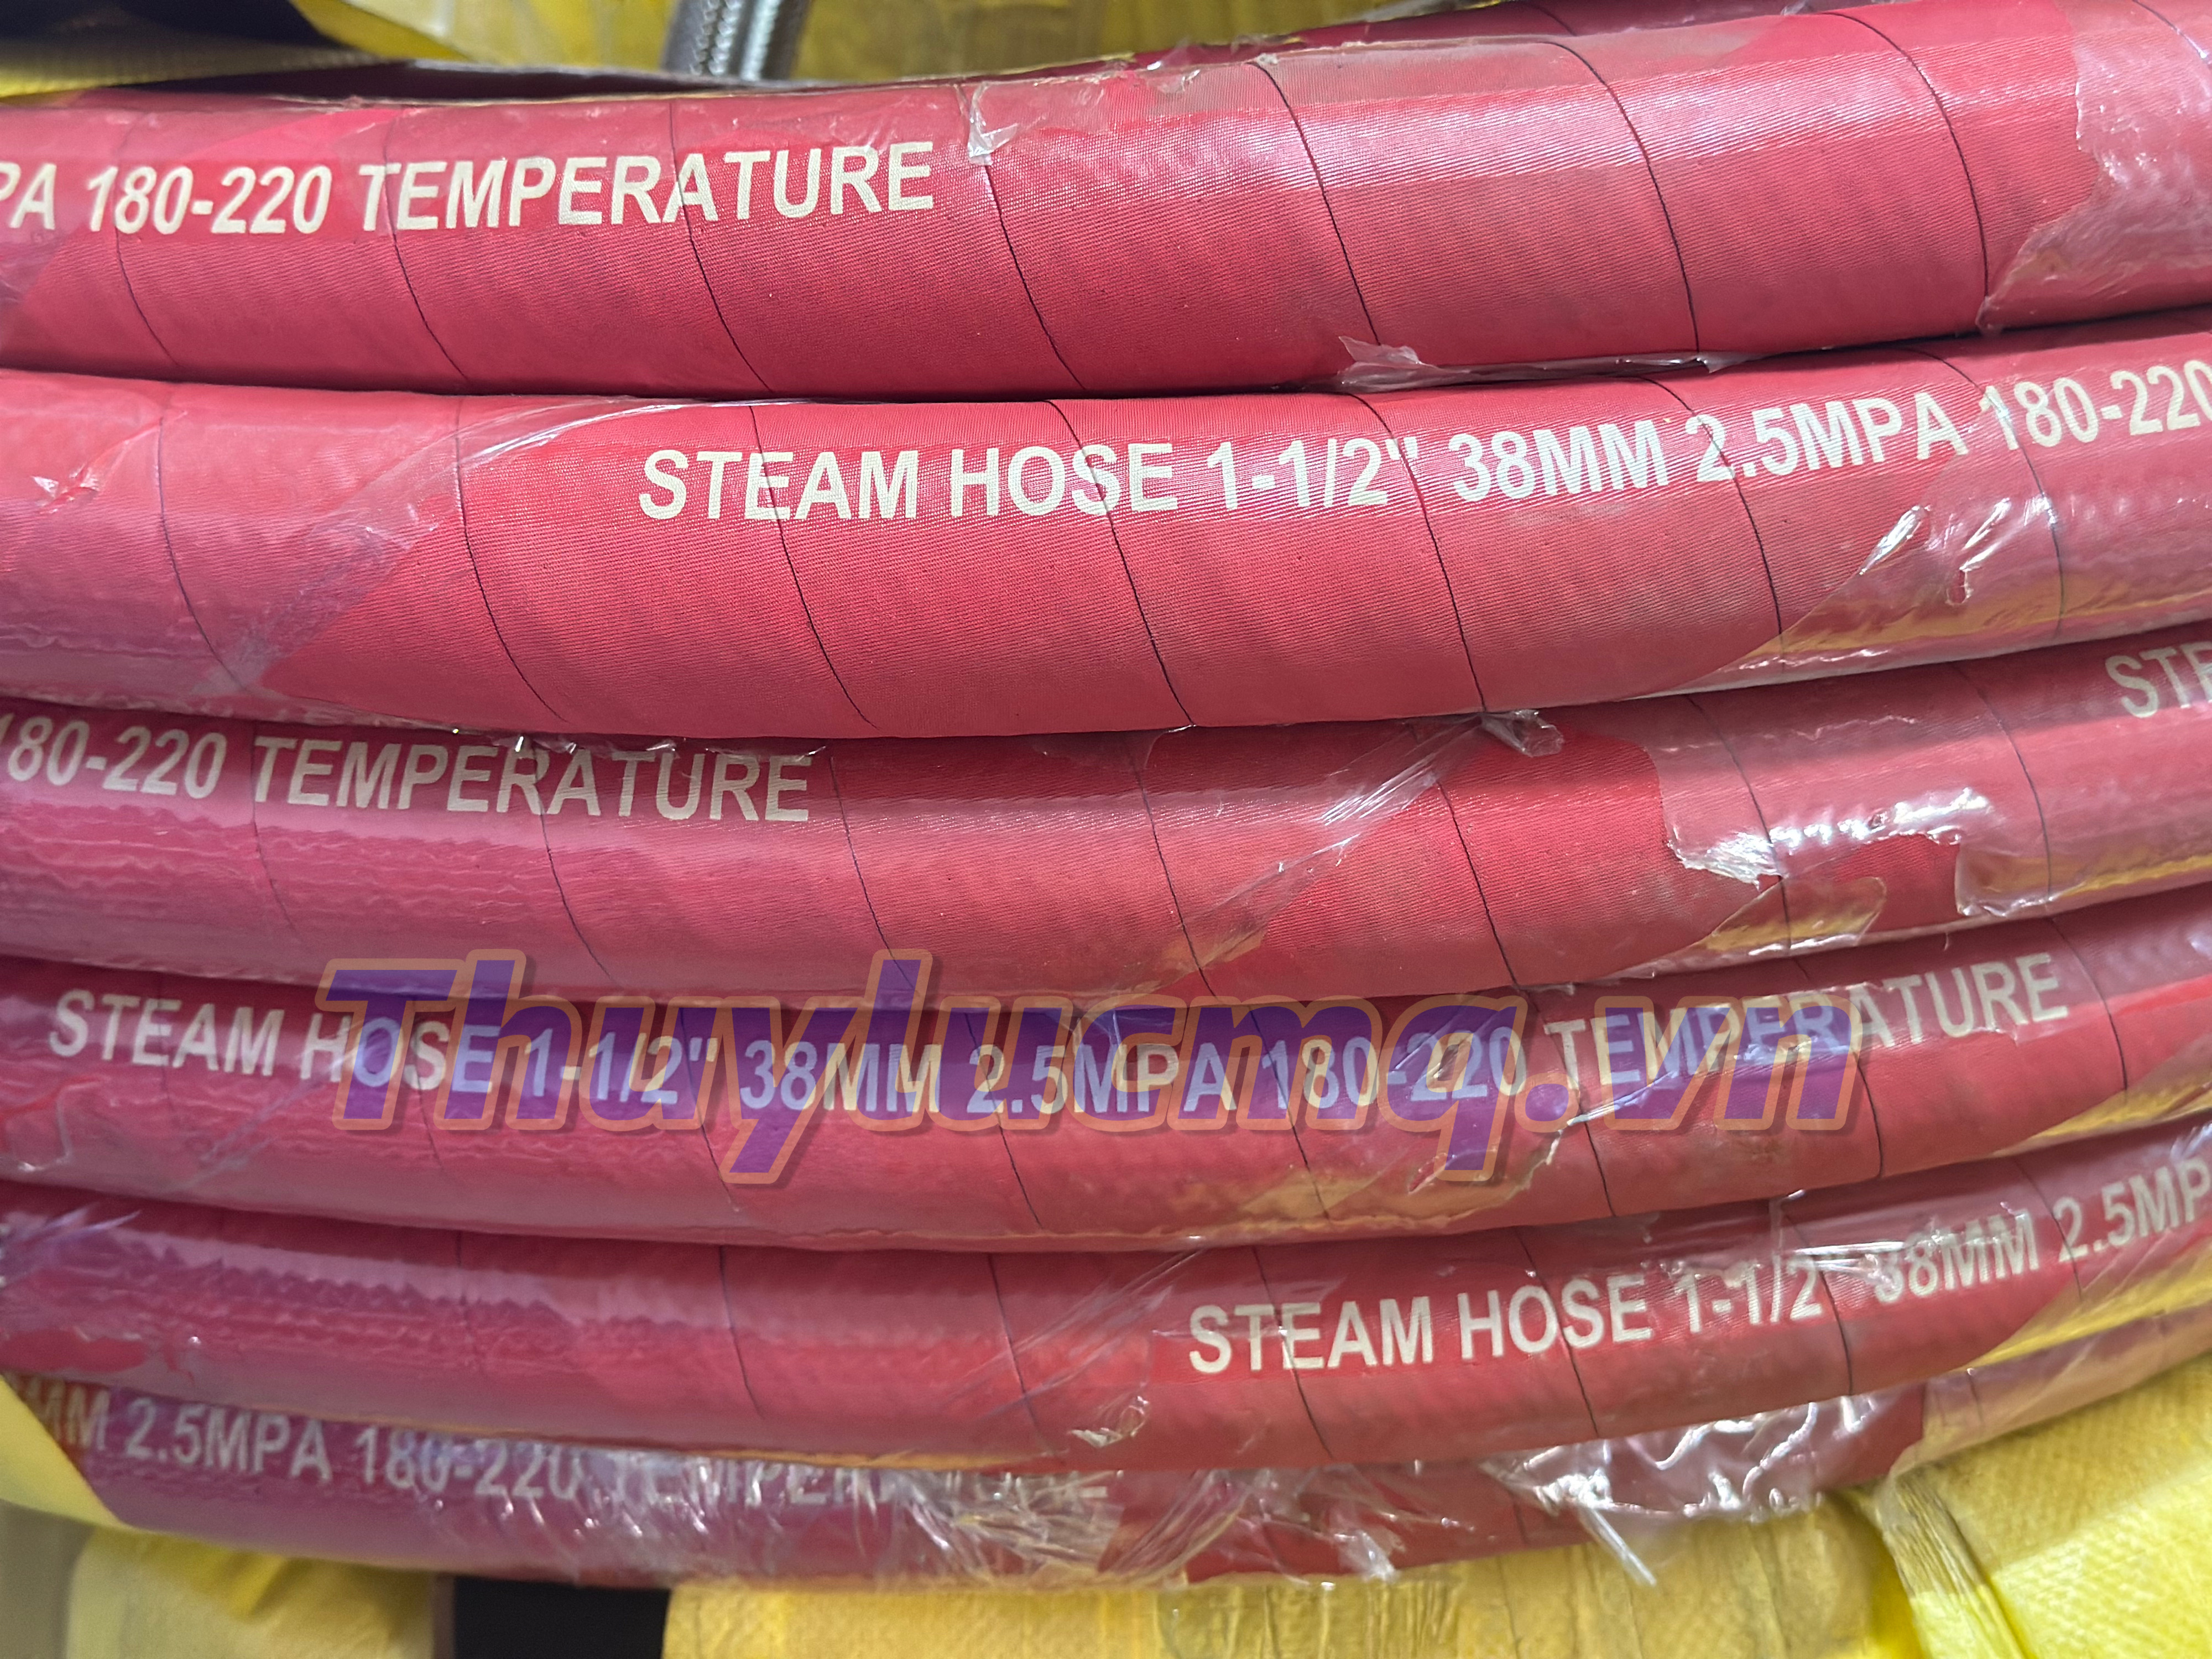 PA 180-220 TEMPERATURE
STEAM HOSE 1-1/2" 38MM 2.5MPA 180-220
180-220 TEMPERATURE
STE
STEAM HOSE 1-1/2" 38MM 2.5MPA 180-220 TEMPERATURE
Thuylucmq.vn
STEAM HOSE 1-1/2" 38MM 2.5MP
MM 2.5MPA 180-220 TEMPERATURE